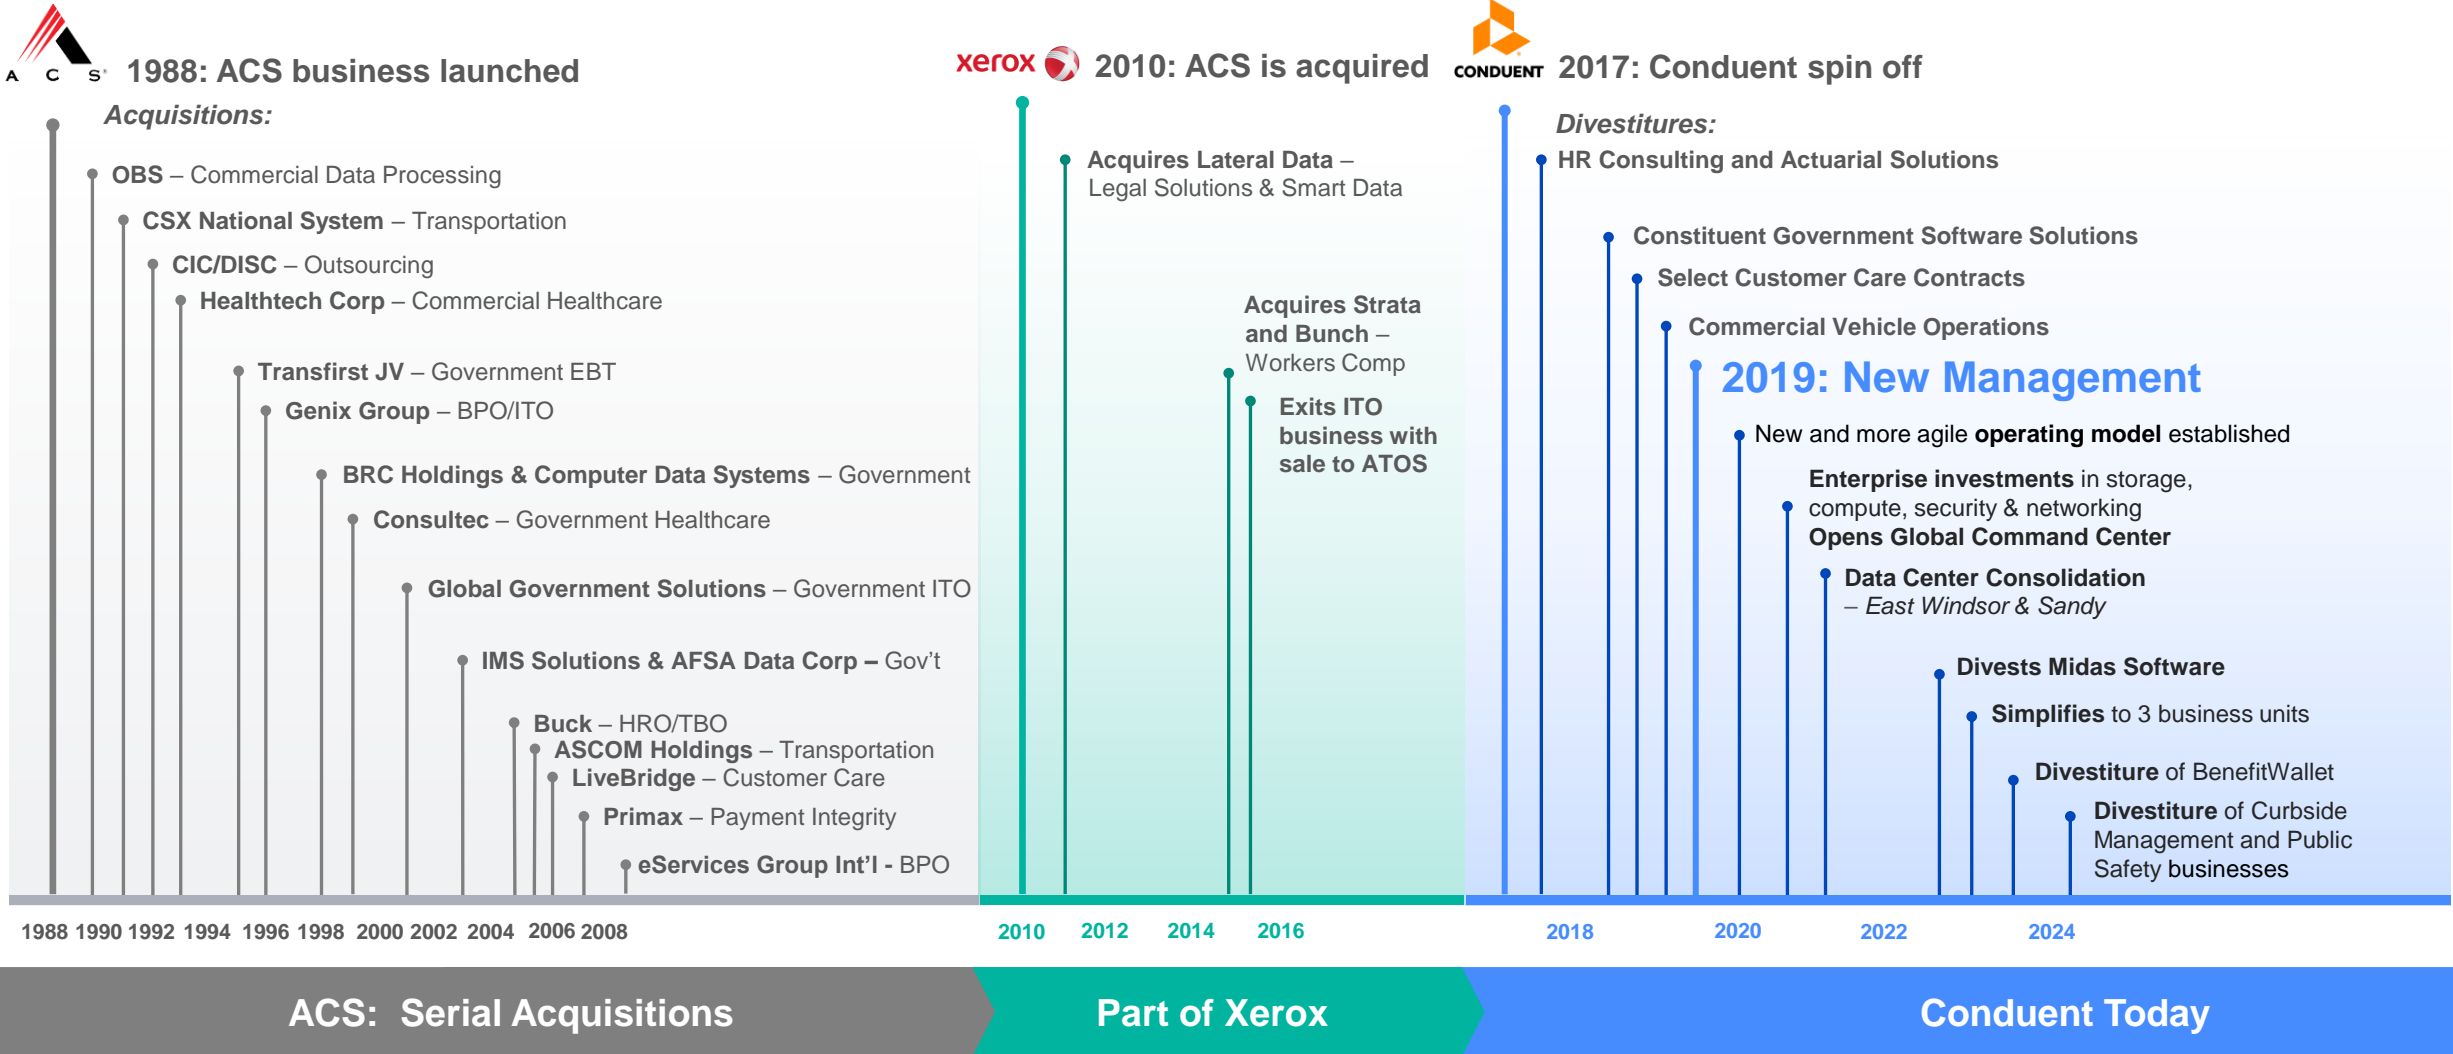 A C S
1988: ACS business launched
Acquisitions:
OBS – Commercial Data Processing
CSX National System – Transportation
CIC/DISC – Outsourcing
Healthtech Corp – Commercial Healthcare
Transfirst JV – Government EBT
Genix Group – BPO/ITO
BRC Holdings & Computer Data Systems – Government
Consultec – Government Healthcare
Global Government Solutions – Government ITO
IMS Solutions & AFSA Data Corp – Gov't
Buck – HRO/TBO
ASCOM Holdings – Transportation
LiveBridge – Customer Care
Primax – Payment Integrity
eServices Group Int'l - BPO
xerox
2010: ACS is acquired
Acquires Lateral Data –
Legal Solutions & Smart Data
Acquires Strata
and Bunch –
Workers Comp
Exits ITO
business with
sale to ATOS
CONDUENT
2017: Conduent spin off
Divestitures:
HR Consulting and Actuarial Solutions
Constituent Government Software Solutions
Select Customer Care Contracts
Commercial Vehicle Operations
2019: New Management
New and more agile operating model established
Enterprise investments in storage,
compute, security & networking
Opens Global Command Center
Data Center Consolidation
– East Windsor & Sandy
Divests Midas Software
Simplifies to 3 business units
Divestiture of BenefitWallet
Divestiture of Curbside
Management and Public
Safety businesses
1988 1990 1992 1994 1996 1998 2000 2002 2004 2006 2008 2010 2012 2014 2016 2018 2020 2022 2024
ACS: Serial Acquisitions
Part of Xerox
Conduent Today